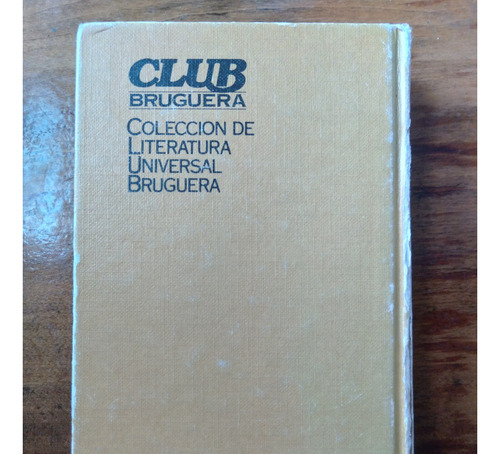 CLUB
BRUGUERA
COLECCION DE
LITERATURA
UNIVERSAL
BRUGUERA